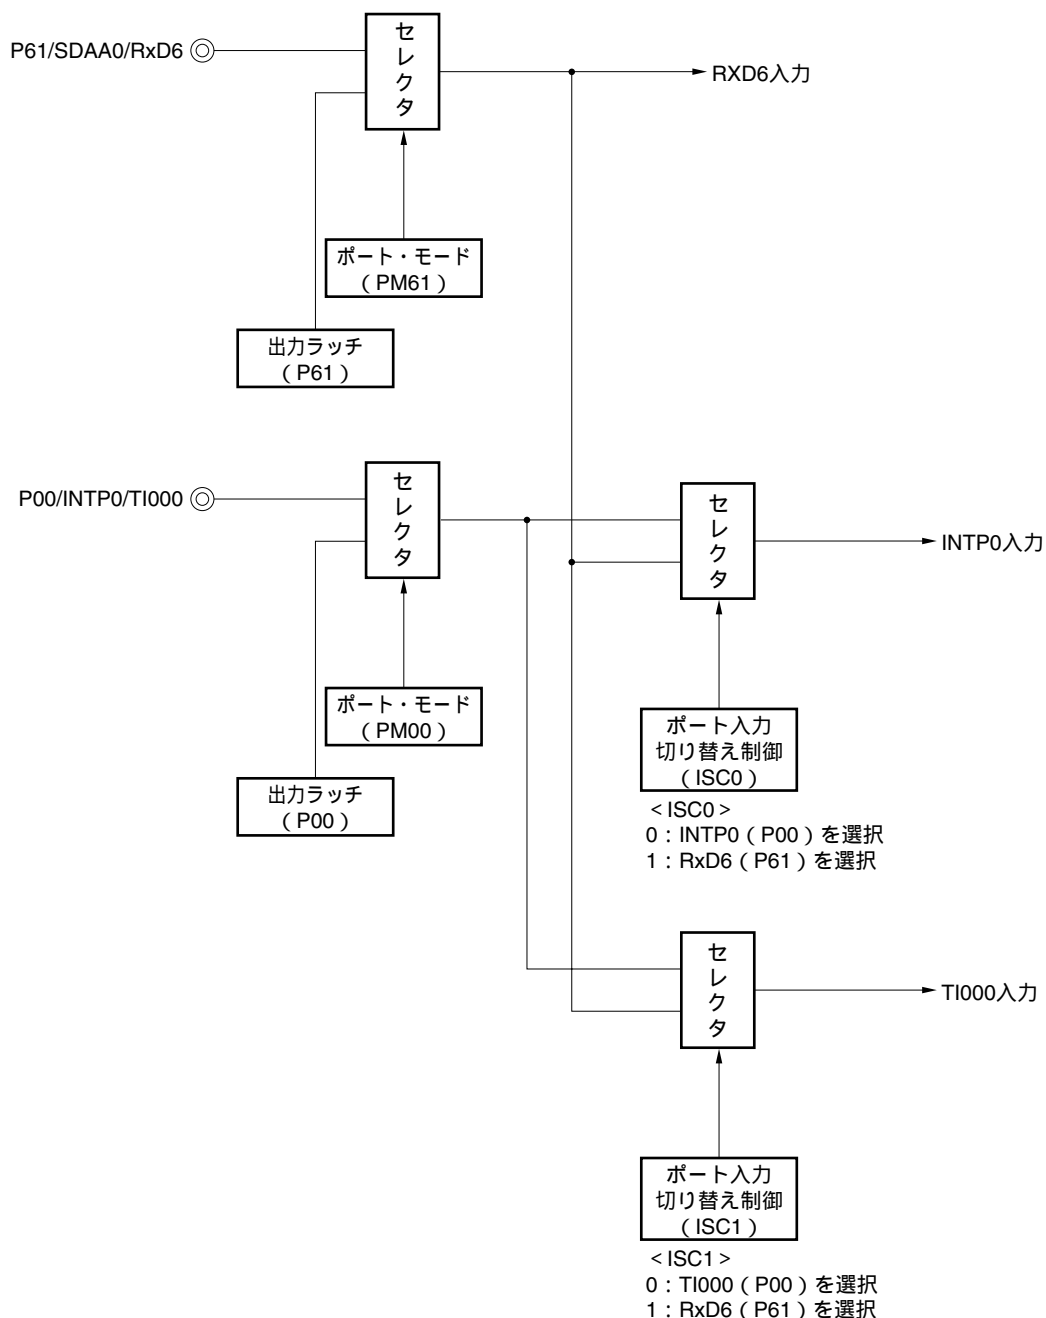 P61/SDAA0/RxD6
セレクタ
RXD6入力
ポート・モード
（PM61）
出力ラッチ
（P61）
P00/INTP0/TI000
セレクタ
セレクタ
INTP0入力
ポート・モード
（PM00）
出力ラッチ
（P00）
ポート入力
切り替え制御
（ISC0）
＜ISC0＞
0：INTP0（P00）を選択
1：RxD6（P61）を選択
セレクタ
TI000入力
ポート入力
切り替え制御
（ISC1）
＜ISC1＞
0：TI000（P00）を選択
1：RxD6（P61）を選択